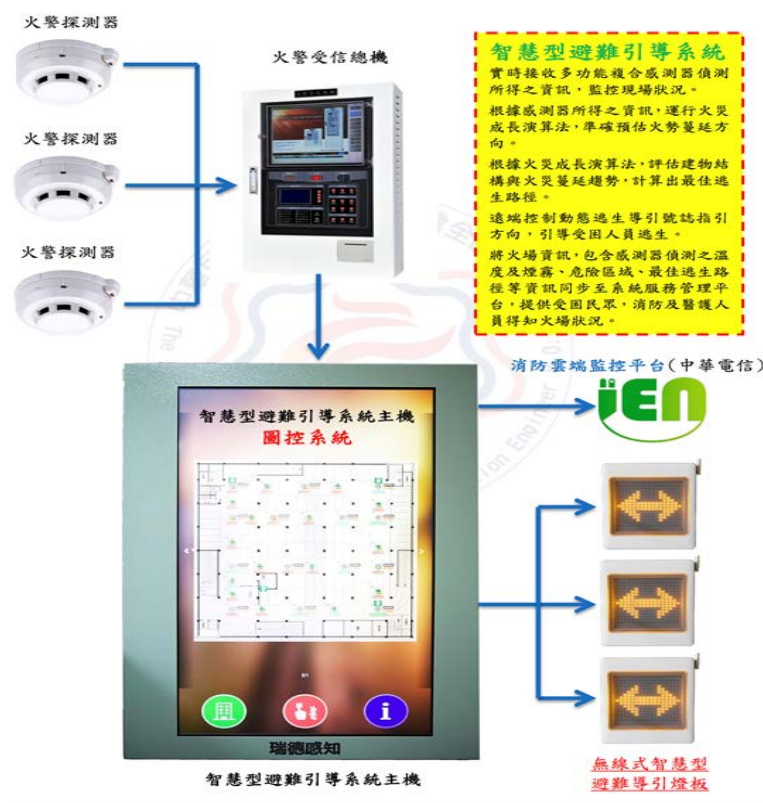 火警探測器
火警探測器
火警探測器
火警受信總機
智慧型避難引導系統
實時接收多功能複合感測器偵測
所得之資訊，監控現場狀況。
根據感測器所得之資訊，運行火災
成長演算法，準確預估火勢蔓延方
向。
根據火災成長演算法，評估建物結
構與火災蔓延趨勢，計算出最佳逃
生路徑。
遠端控制動態逃生導引號誌指引
方向，引導受困人員逃生。
將火場資訊，包含感測器偵測之溫
度及煙霧、危險區域、最佳逃生路
徑等資訊同步至系統服務管理平
台，提供受困民眾，消防及醫護人
員得知火場狀況。
消防雲端監控平台(中華電信)
iEN
智慧型避難引導系統主機
圖控系統
i
瑞德感知
智慧型避難引導系統主機
無線式智慧型
避難導引燈板